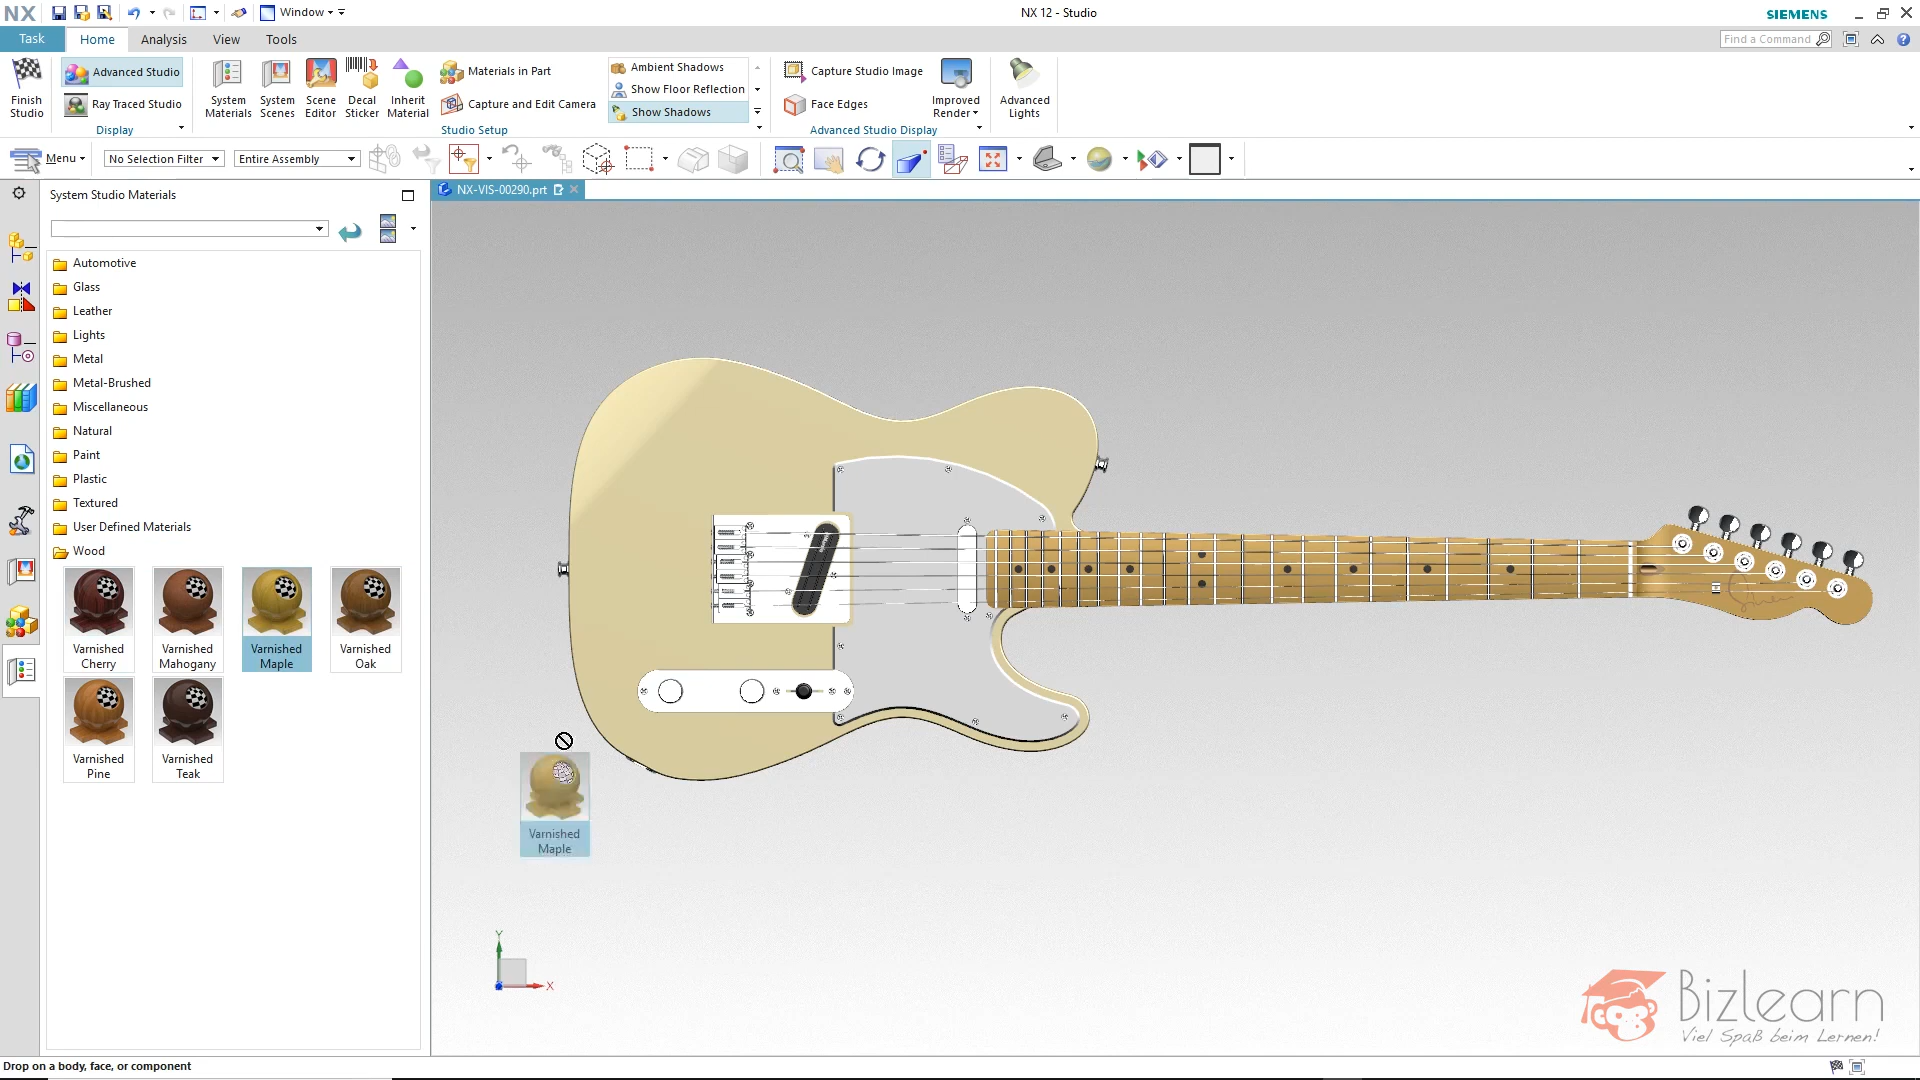 NX
Window
NX 12 - Studio
SIEMENS
Task
Home
Analysis
View
Tools
Find a Command
Finish
Studio
Advanced Studio
Ray Traced Studio
Display
System
Materials
System
Scenes
Scene
Editor
Decal
Sticker
Inherit
Material
Materials in Part
Capture and Edit Camera
Studio Setup
Ambient Shadows
Show Floor Reflection
Show Shadows
Capture Studio Image
Face Edges
Improved
Render
Advanced Studio Display
Advanced
Lights
Menu
No Selection Filter
Entire Assembly
System Studio Materials
NX-VIS-00290.prt
Automotive
Glass
Leather
Lights
Metal
Metal-Brushed
Miscellaneous
Natural
Paint
Plastic
Textured
User Defined Materials
Wood
Varnished
Cherry
Varnished
Mahogany
Varnished
Maple
Varnished
Oak
Varnished
Pine
Varnished
Teak
Varnished
Maple
Y
X
Bizlearn
Viel Spaß beim Lernen!
Drop on a body, face, or component